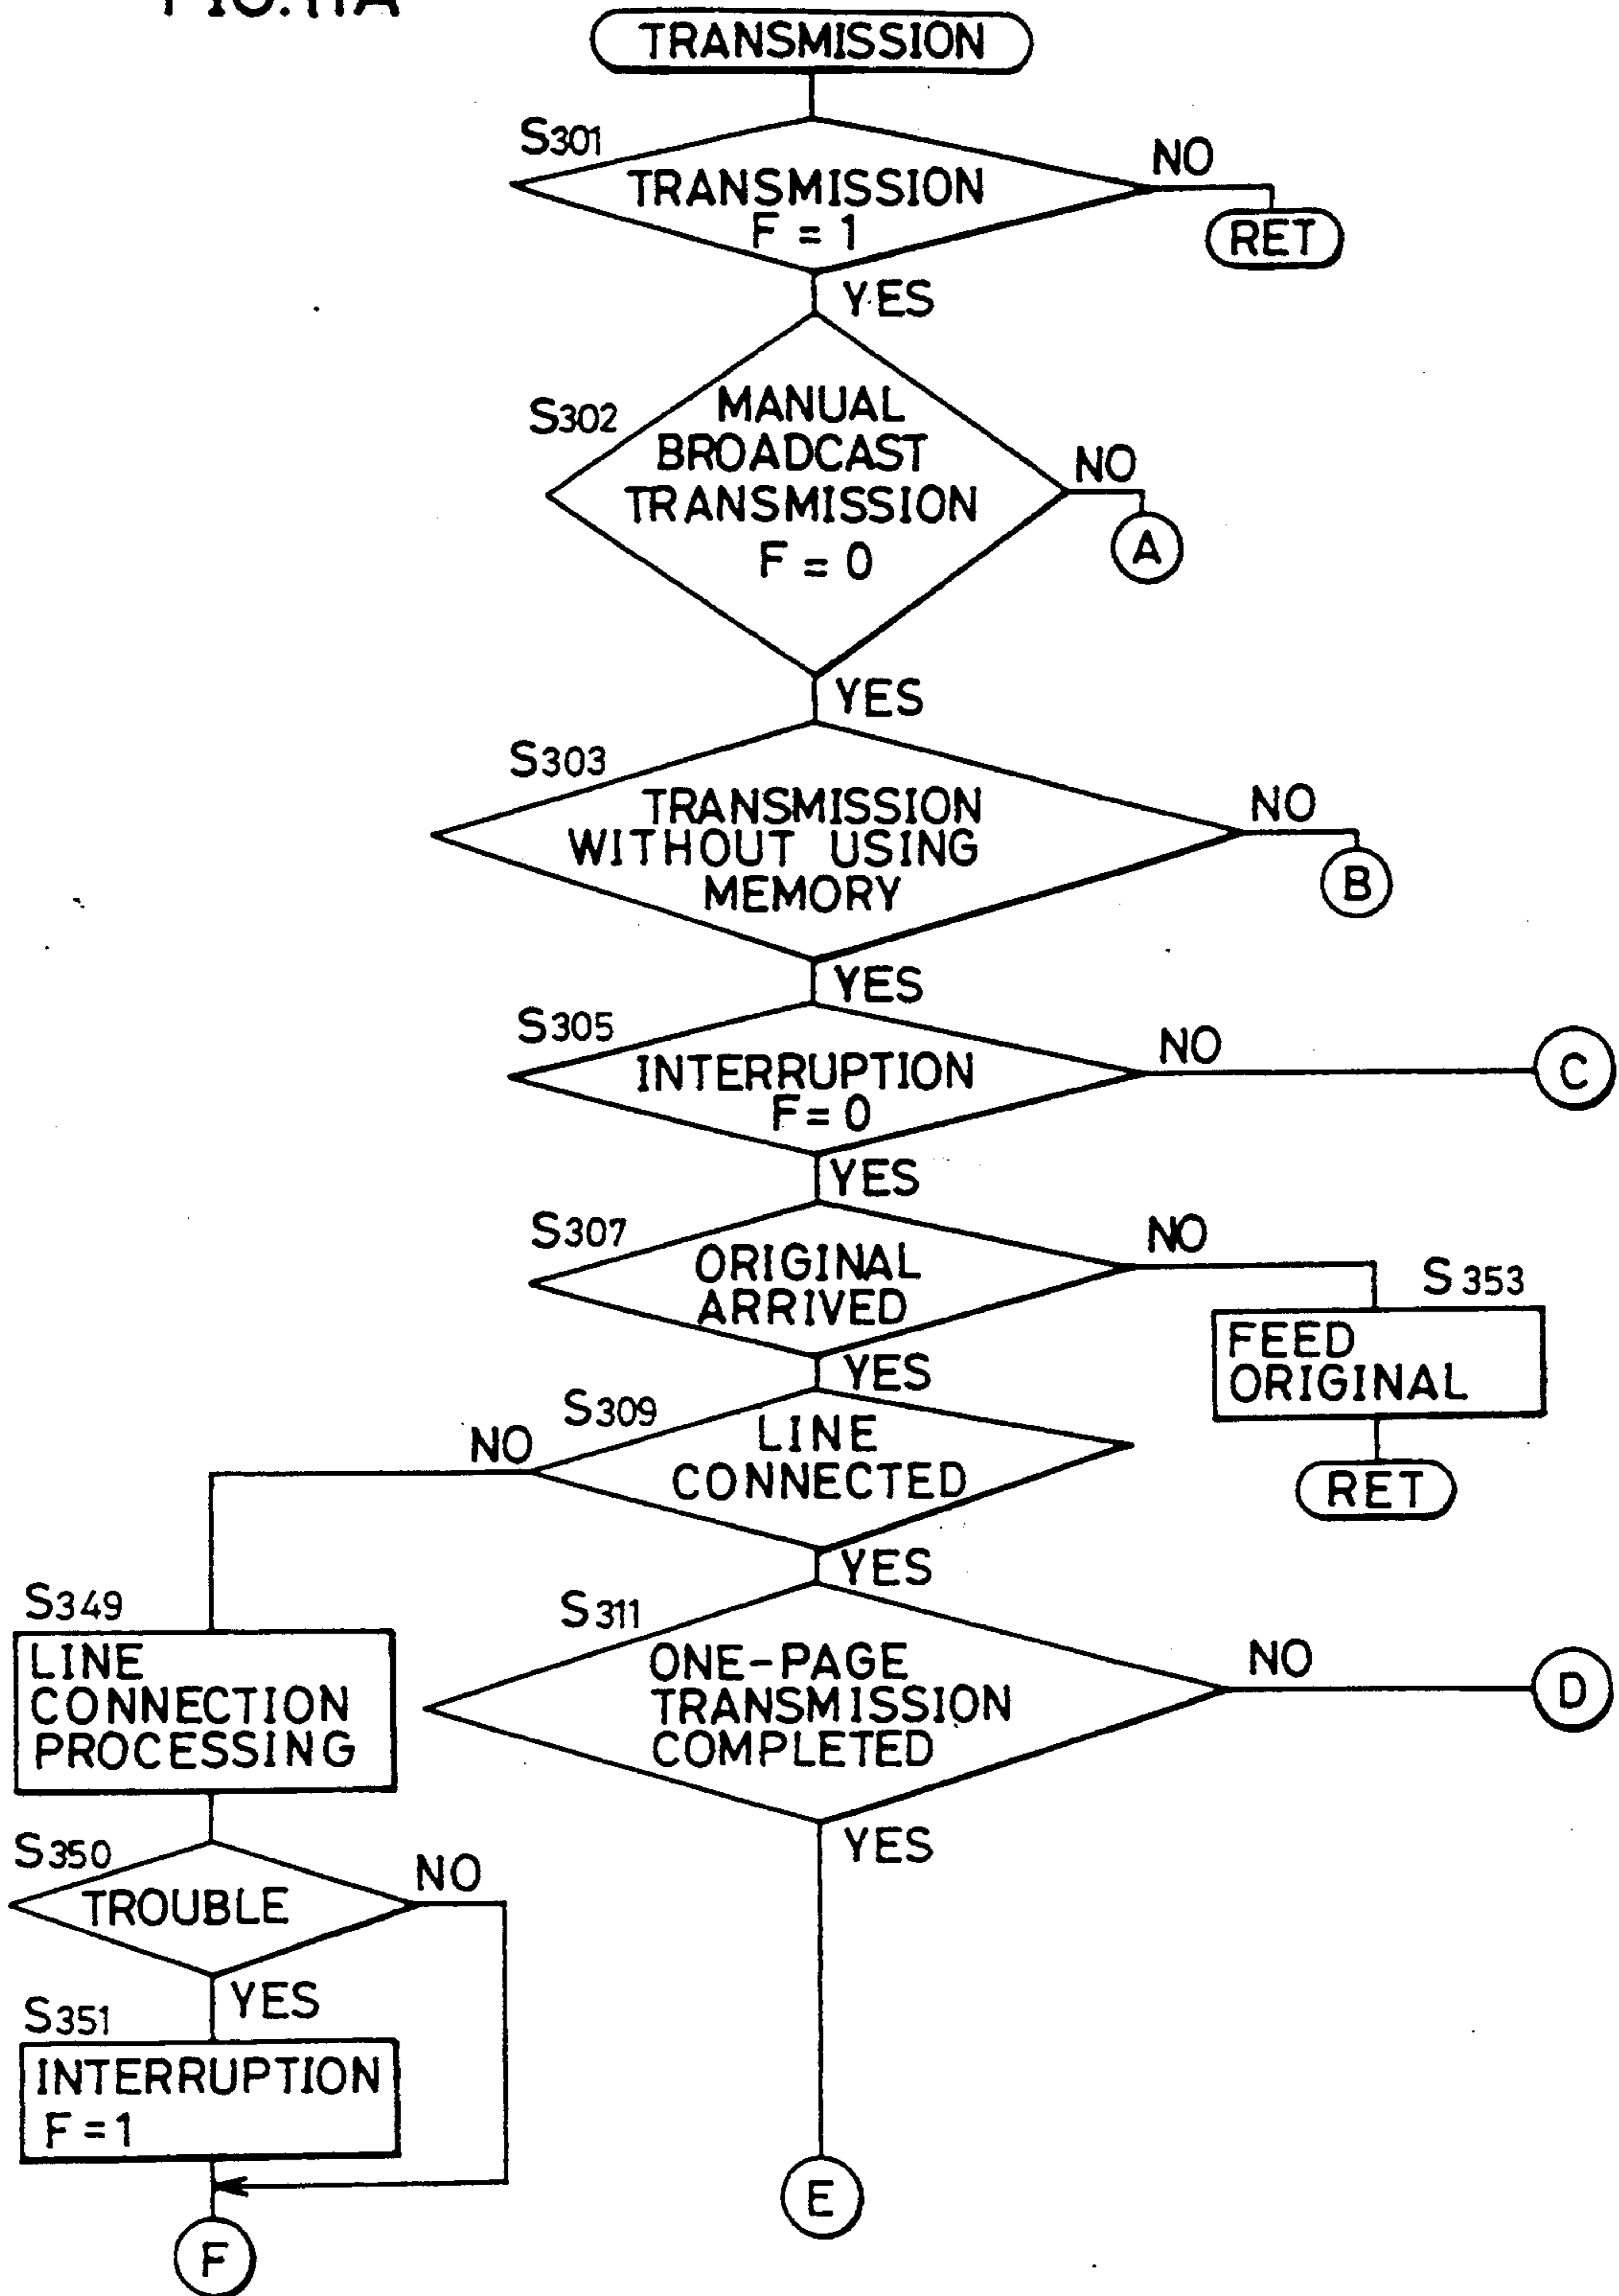 FIG.11A
TRANSMISSION
S301
TRANSMISSION
F = 1
NO
RET
YES
S302
MANUAL
BROADCAST
TRANSMISSION
F = 0
NO
A
YES
S303
TRANSMISSION
WITHOUT USING
MEMORY
NO
B
YES
S305
INTERRUPTION
F = 0
NO
C
YES
S307
ORIGINAL
ARRIVED
NO
S353
FEED
ORIGINAL
RET
YES
S309
LINE
CONNECTED
NO
YES
S349
LINE
CONNECTION
PROCESSING
S311
ONE-PAGE
TRANSMISSION
COMPLETED
NO
D
YES
S350
TROUBLE
NO
YES
S351
INTERRUPTION
F = 1
E
F